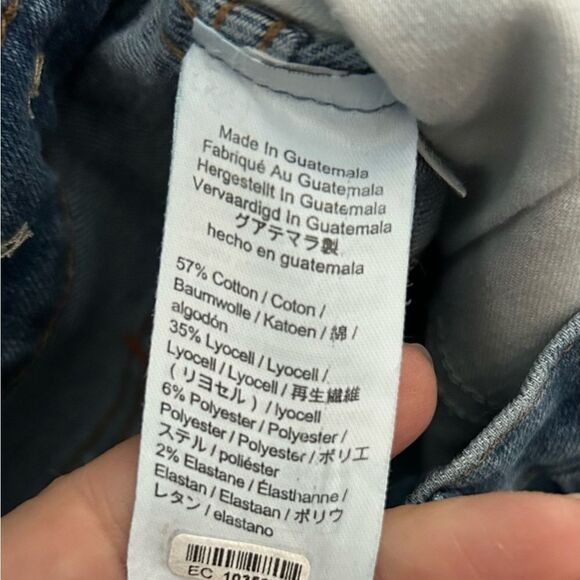 Made In Guatemala
Fabriqué Au Guatemala
Hergestellt In Guatemala
Vervaardigd In Guatemala
グアテマラ製
hecho en guatemala
57% Cotton / Coton /
Baumwolle / Katoen / 綿 /
algodón
35% Lyocell / Lyocell /
Lyocell / Lyocell / 再生繊維
(リヨセル) / lyocell
6% Polyester / Polyester /
Polyester / Polyester / ポリエ
ステル / poliéster
2% Elastane / Élasthanne /
Elastan / Elastaan / ポリウ
レタン / elastano
EC